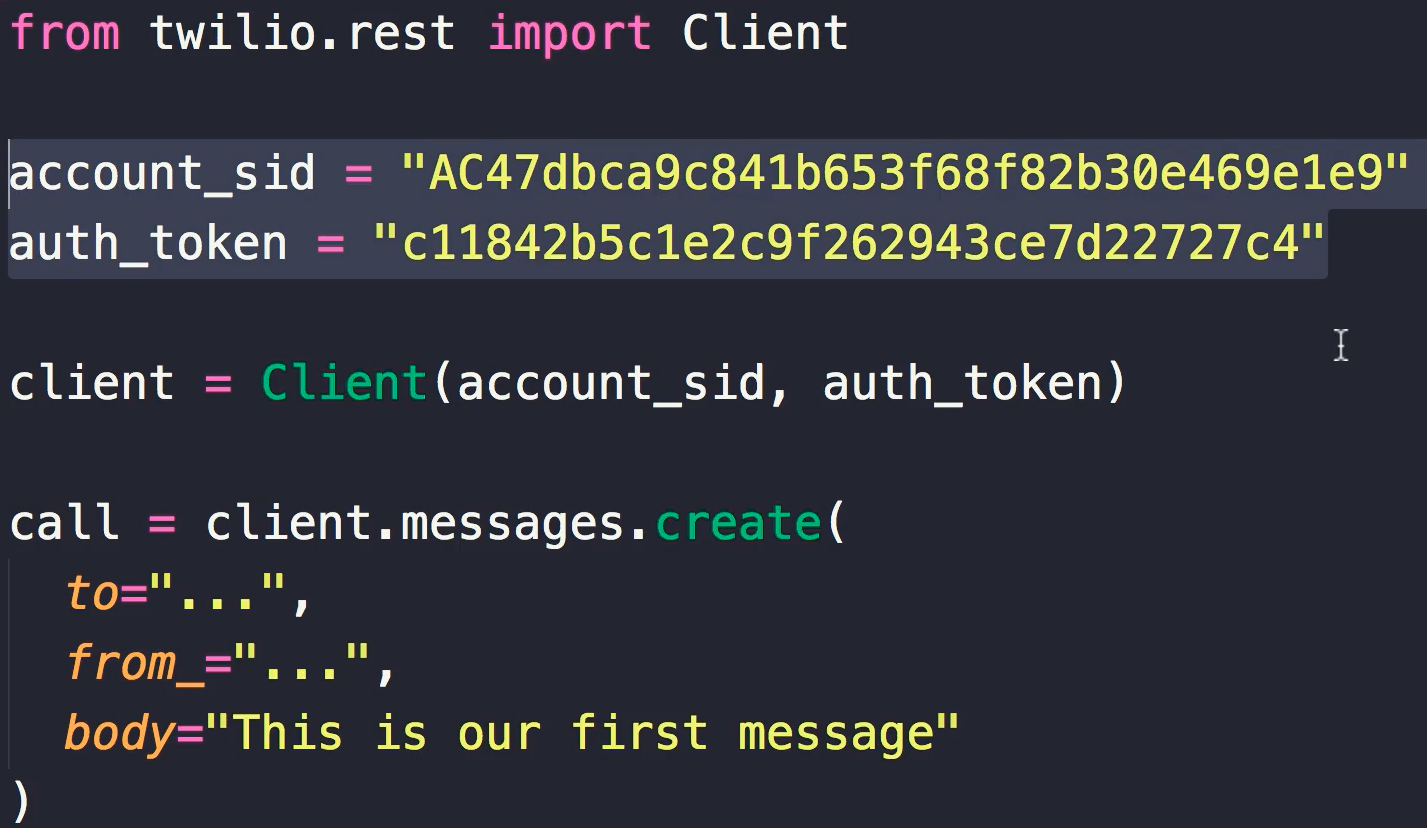 from twilio.rest import Client
account_sid = "AC47dbca9c841b653f68f82b30e469e1e9"
auth_token = "c11842b5c1e2c9f262943ce7d22727c4"
client = Client(account_sid, auth_token)
call = client.messages.create(
to="...",
from_="...",
body="This is our first message"
)